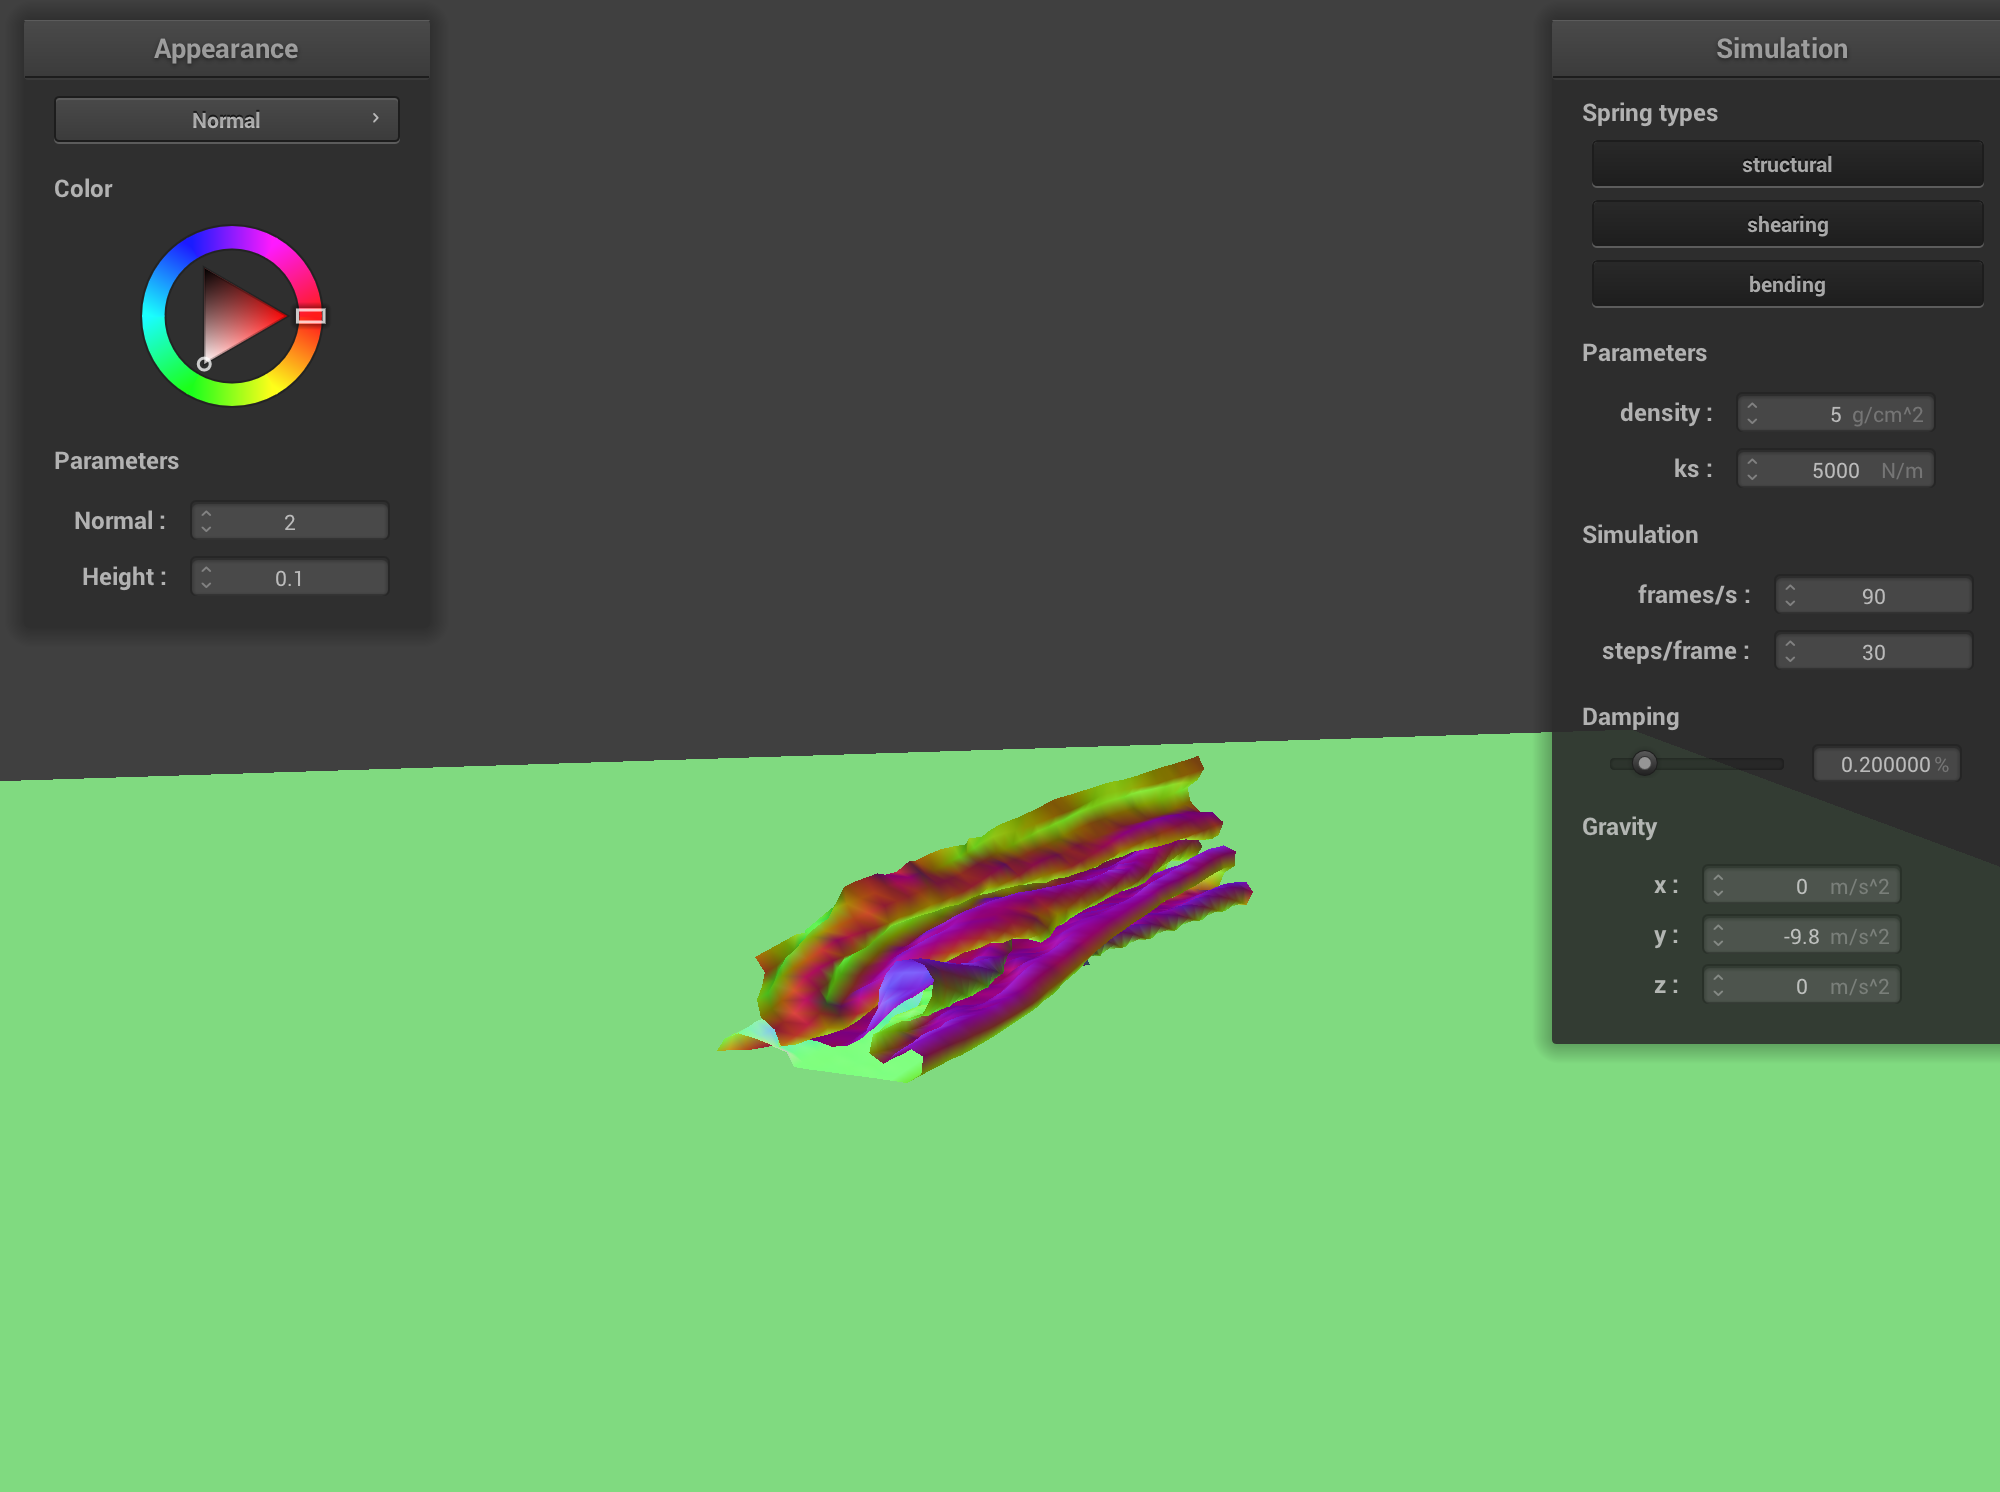 Appearance
Normal
Color
Parameters
Normal : 2
Height : 0.1
Simulation
Spring types
structural
shearing
bending
Parameters
density : 5 g/cm^2
ks : 5000 N/m
Simulation
frames/s : 90
steps/frame : 30
Damping
0.200000 %
Gravity
x : 0 m/s^2
y : -9.8 m/s^2
z : 0 m/s^2